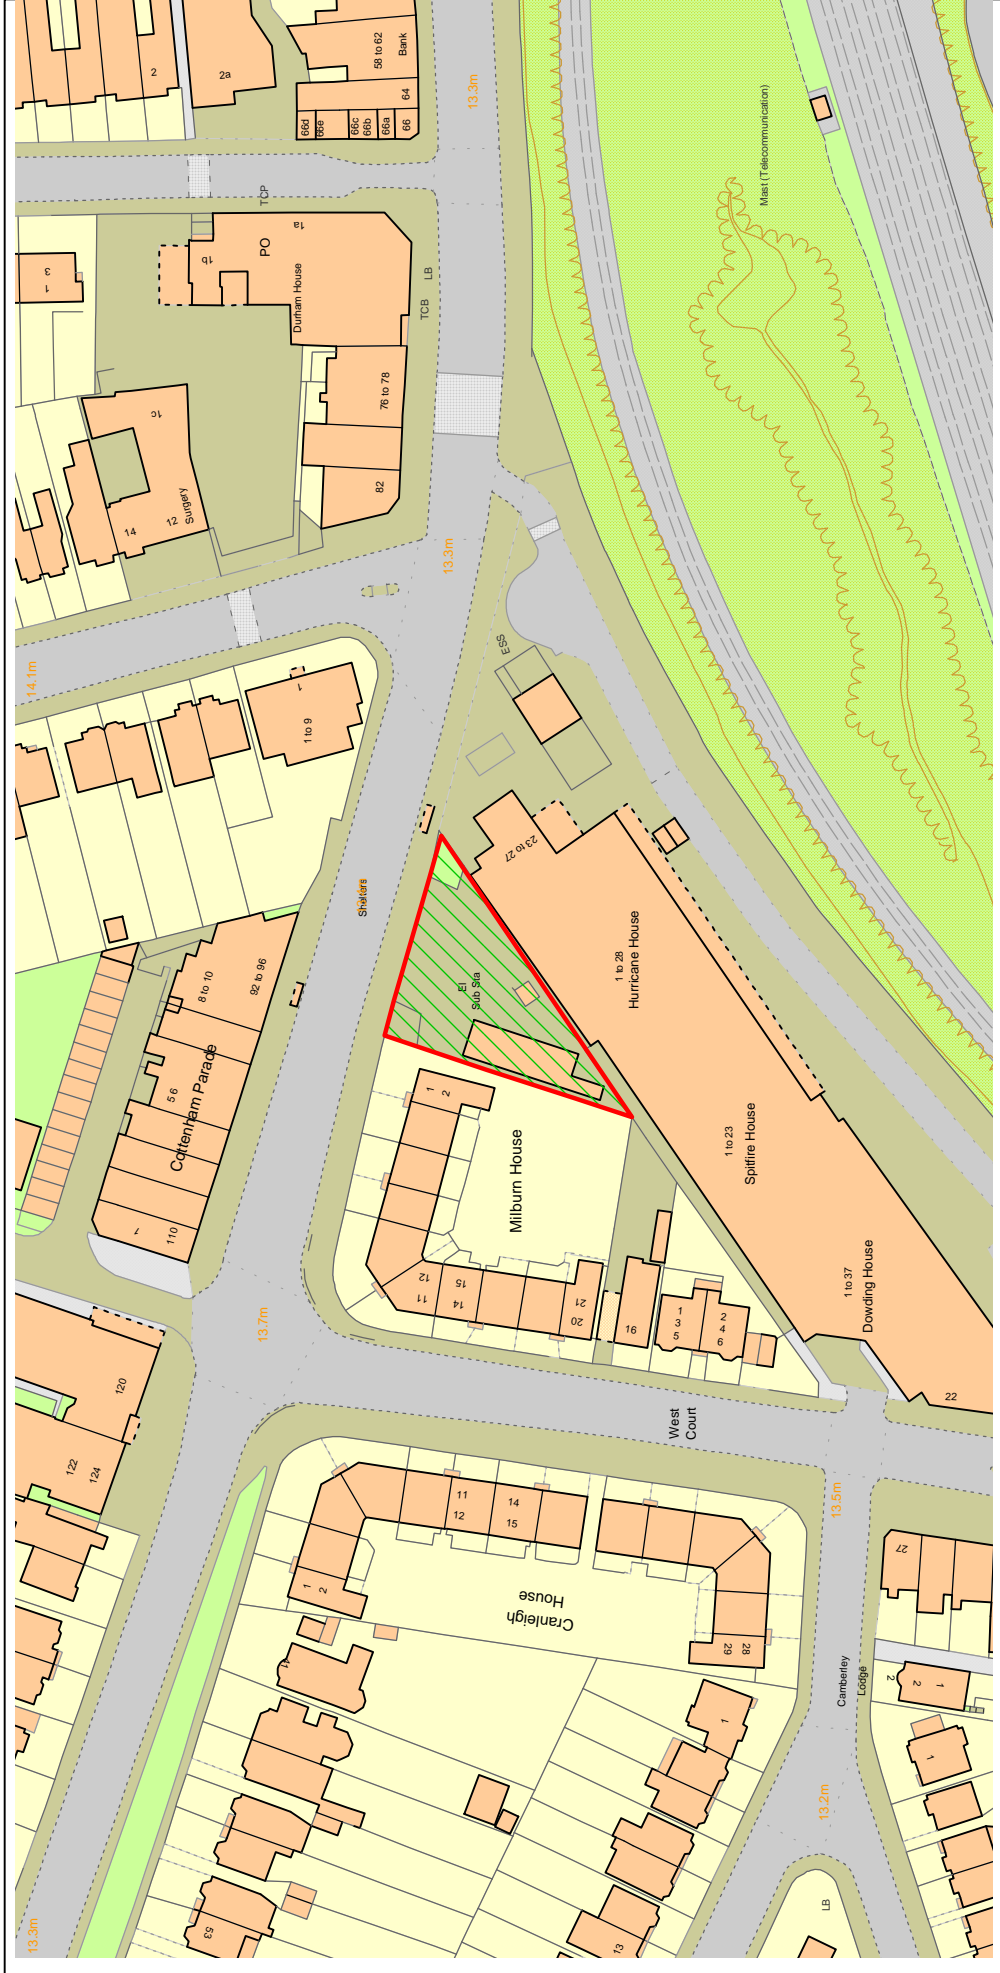 2
2a
58 to 62
Bank
64
66d
66e
66c
66b
66a
66
13.3m
TCP
Mast (Telecommunication)
3
1
1b
PO
1a
Durham House
LB
TCB
1c
76 to 78
82
14
12
Surgery
13.3m
14.1m
ESS
1
1 to 9
23 to 27
Shelters
8 to 10
92 to 96
El
Sub Sta
1 to 28
Hurricane House
5 6
Cottenham Parade
1
2
Milburn House
1 to 23
Spitfire House
1
110
13.7m
12
11
15
14
21
20
16
1
3
5
2
4
6
1 to 37
Dowding House
22
120
122
124
West
Court
13.5m
11
12
14
15
1
2
Cranleigh
House
27
29
28
41
Camberley
Lodge
2
2
1
1
1
13.2m
13.3m
53
13
LB